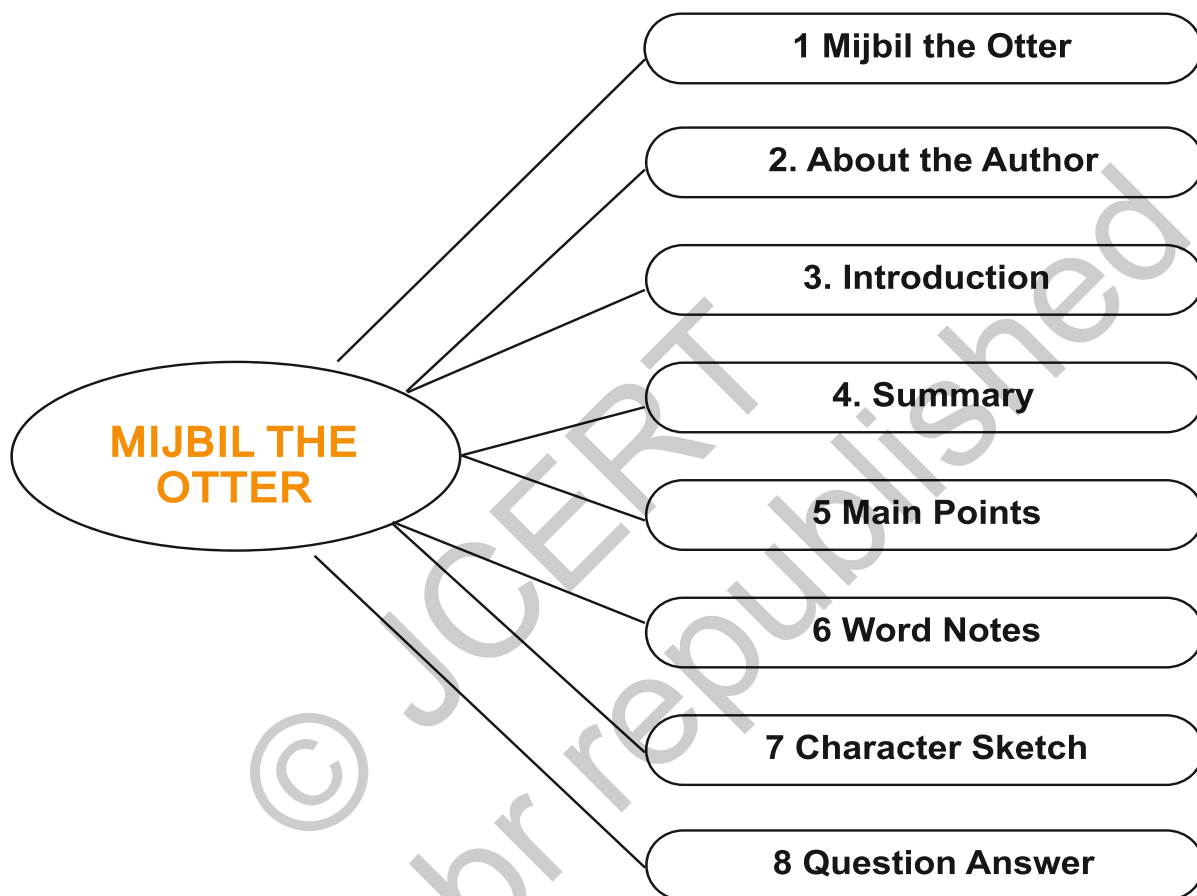 1 Mijbil the Otter
2. About the Author
3. Introduction
4. Summary
MIJBIL THE
OTTER
5 Main Points
6 Word Notes
7 Character Sketch
8 Question Answer
© JCERT
republished